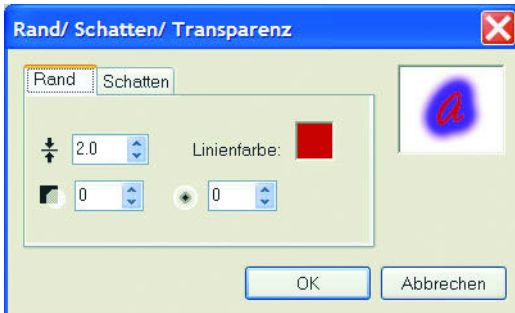 Rand/ Schatten/ Transparenz
Rand Schatten
2.0 Linienfarbe:
0 0
a
OK Abbrechen